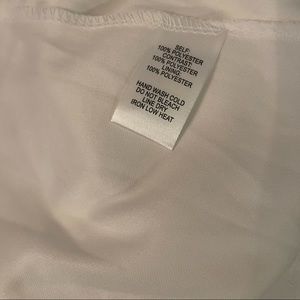 SELF:
100% POLYESTER
CONTRAST:
100% POLYESTER
LINING:
100% POLYESTER
HAND WASH COLD
DO NOT BLEACH
LINE DRY
IRON LOW HEAT